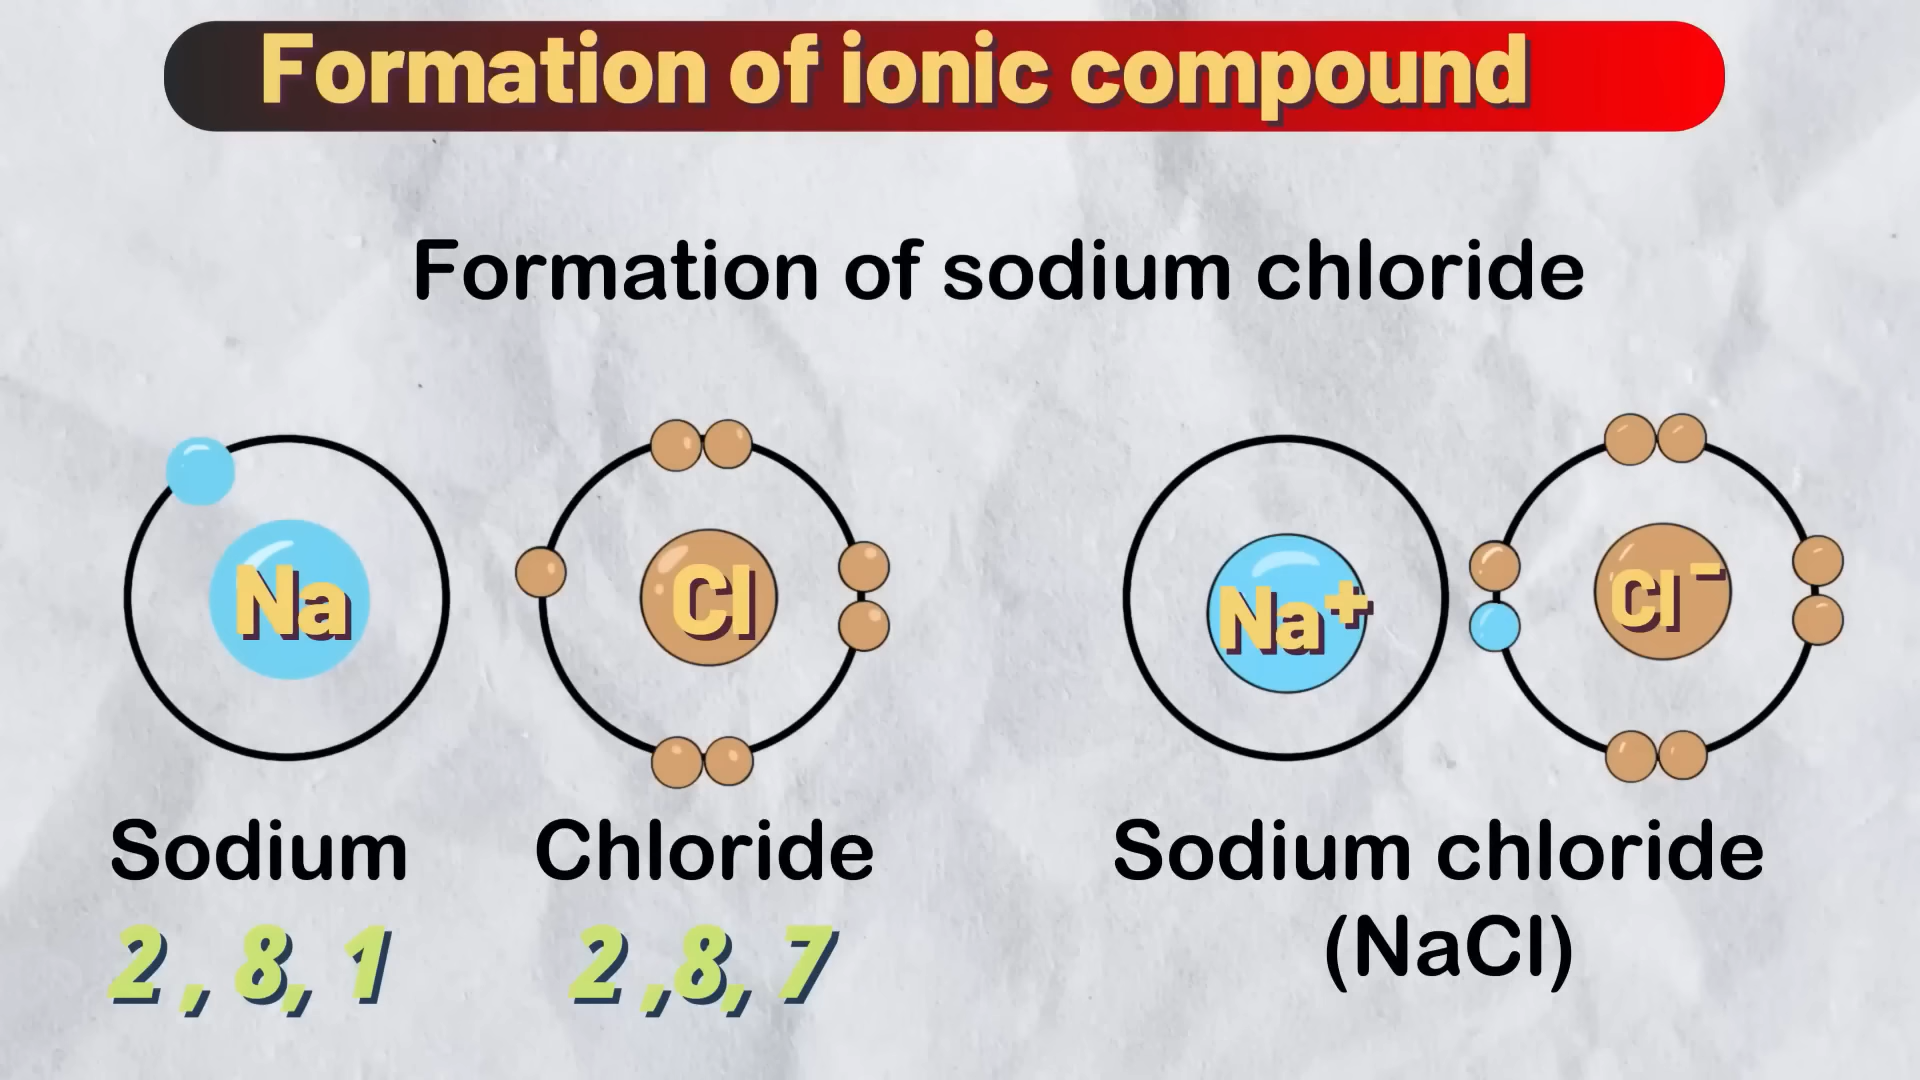 Formation of ionic compound
Formation of sodium chloride
Na
Cl
Na⁺
Cl⁻
Sodium
Chloride
Sodium chloride
(NaCl)
2 , 8, 1
2 ,8, 7